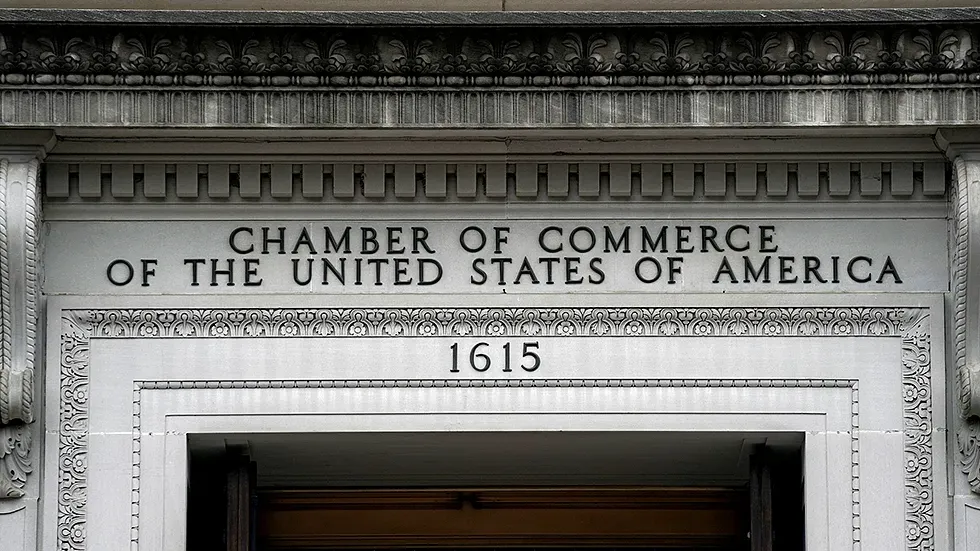 CHAMBER OF COMMERCE
OF THE UNITED STATES OF AMERICA
1615